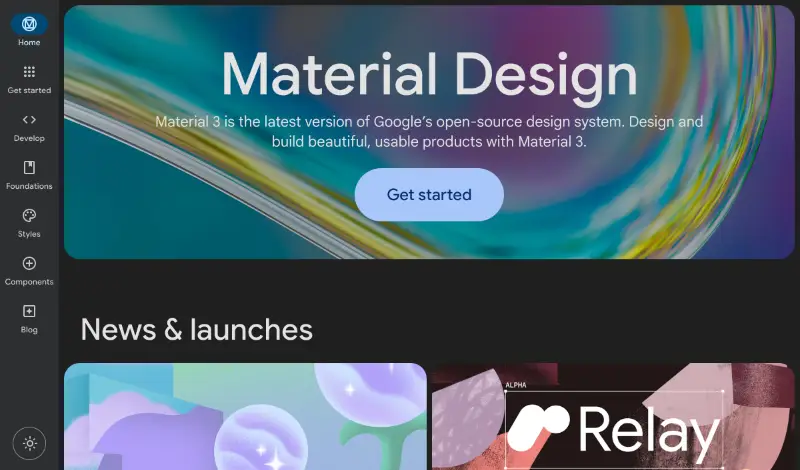 Home
Get started
Develop
Foundations
Styles
Components
Blog
Material Design
Material 3 is the latest version of Google's open-source design system. Design and
build beautiful, usable products with Material 3.
Get started
News & launches
ALPHA
Relay